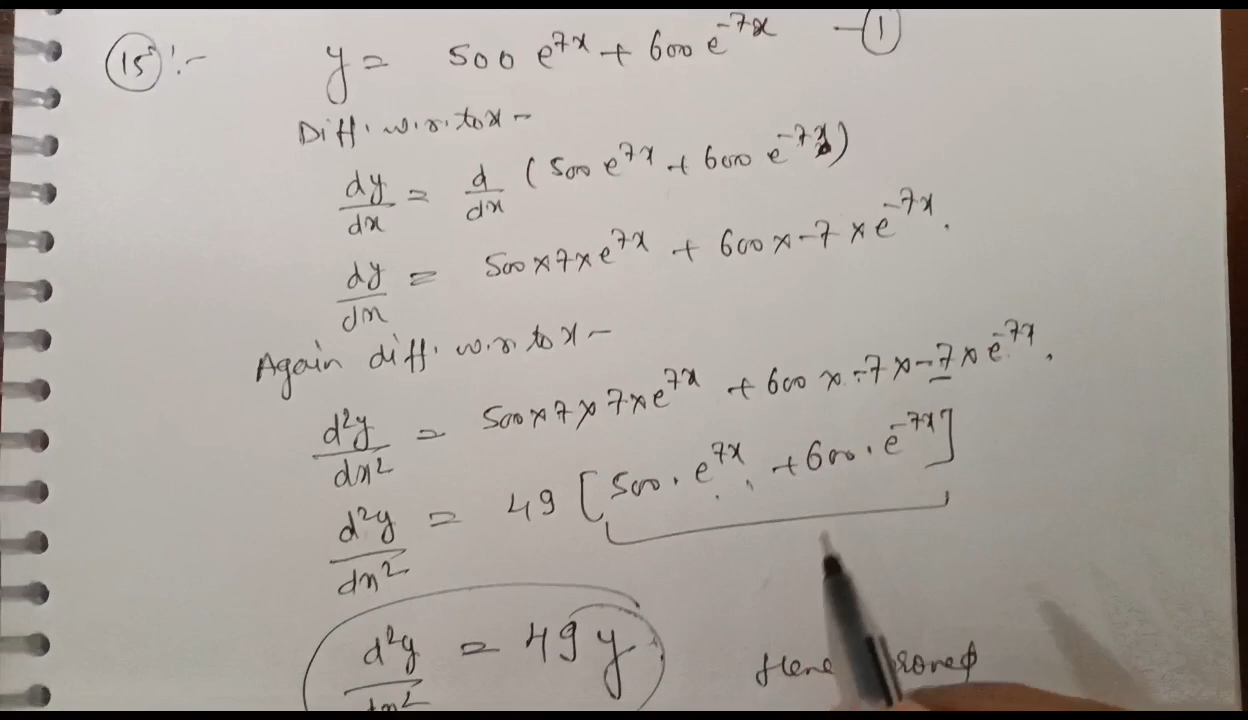 15 :- y = 500 e^7x + 600 e^-7x - 1
Diff. w.r. to x -
dy/dx = d/dx (500 e^7x + 600 e^-7x)
dy/dx = 500 × 7 × e^7x + 600 × -7 × e^-7x.
Again diff. w.r. to x -
d²y/dx² = 500 × 7 × 7 × e^7x + 600 × -7 × -7 × e^-7x.
d²y/dx² = 49 [500 . e^7x + 600 . e^-7x]
d²y/dx² = 49 y